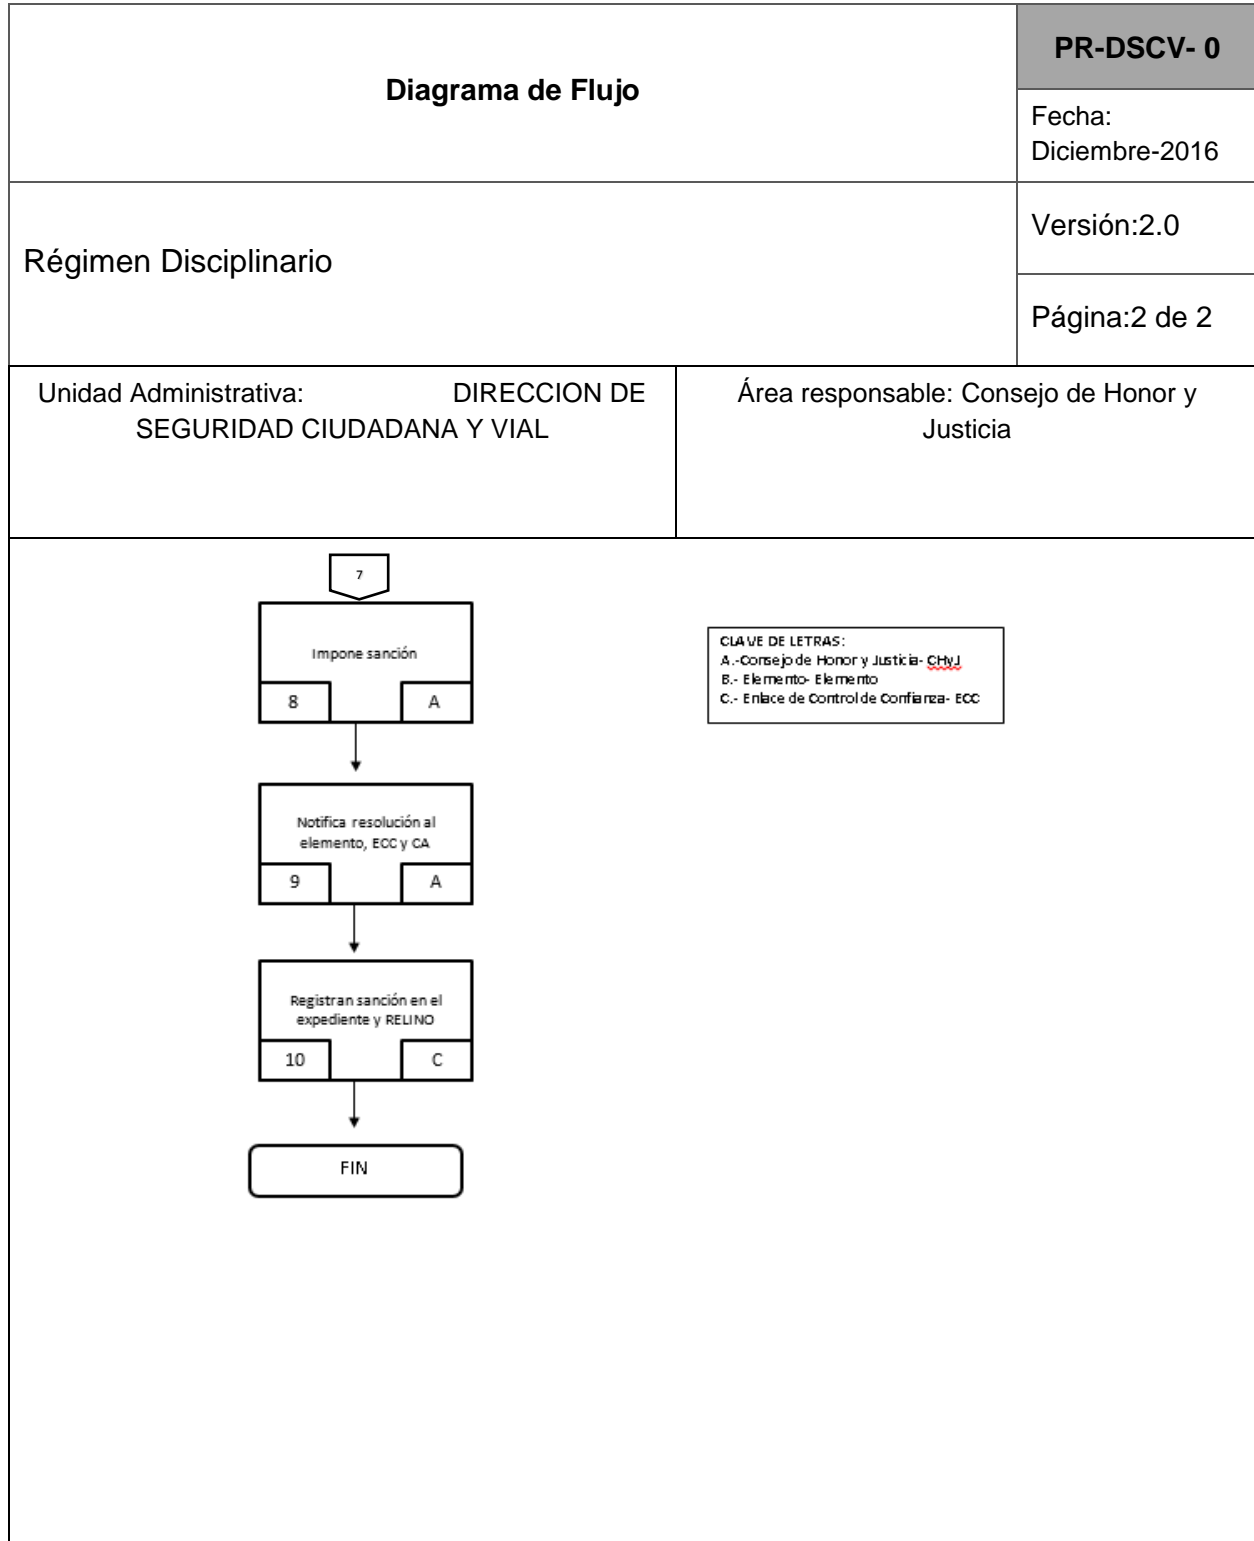 Diagrama de Flujo
PR-DSCV- 0
Fecha:
Diciembre-2016
Régimen Disciplinario
Versión:2.0
Página:2 de 2
Unidad Administrativa: DIRECCION DE
SEGURIDAD CIUDADANA Y VIAL
Área responsable: Consejo de Honor y
Justicia
7
Impone sanción
8 A
CLAVE DE LETRAS:
A.-Consejo de Honor y Justicia- CHyJ
B.- Elemento- Elemento
C.- Enlace de Control de Confianza- ECC
Notifica resolución al
elemento, ECC y CA
9 A
Registran sanción en el
expediente y RELINO
10 C
FIN